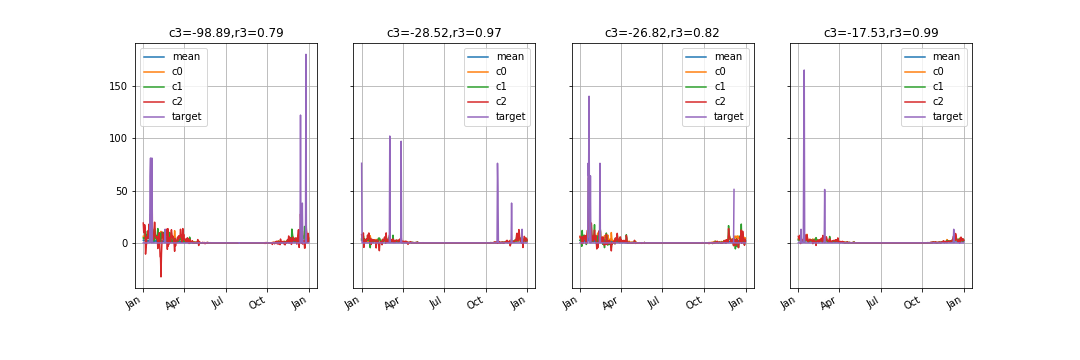 c3=-98.89,r3=0.79
c3=-28.52,r3=0.97
c3=-26.82,r3=0.82
c3=-17.53,r3=0.99
mean
c0
c1
c2
target
mean
c0
c1
c2
target
mean
c0
c1
c2
target
mean
c0
c1
c2
target
150
100
50
0
Jan
Apr
Jul
Oct
Jan
Jan
Apr
Jul
Oct
Jan
Jan
Apr
Jul
Oct
Jan
Jan
Apr
Jul
Oct
Jan